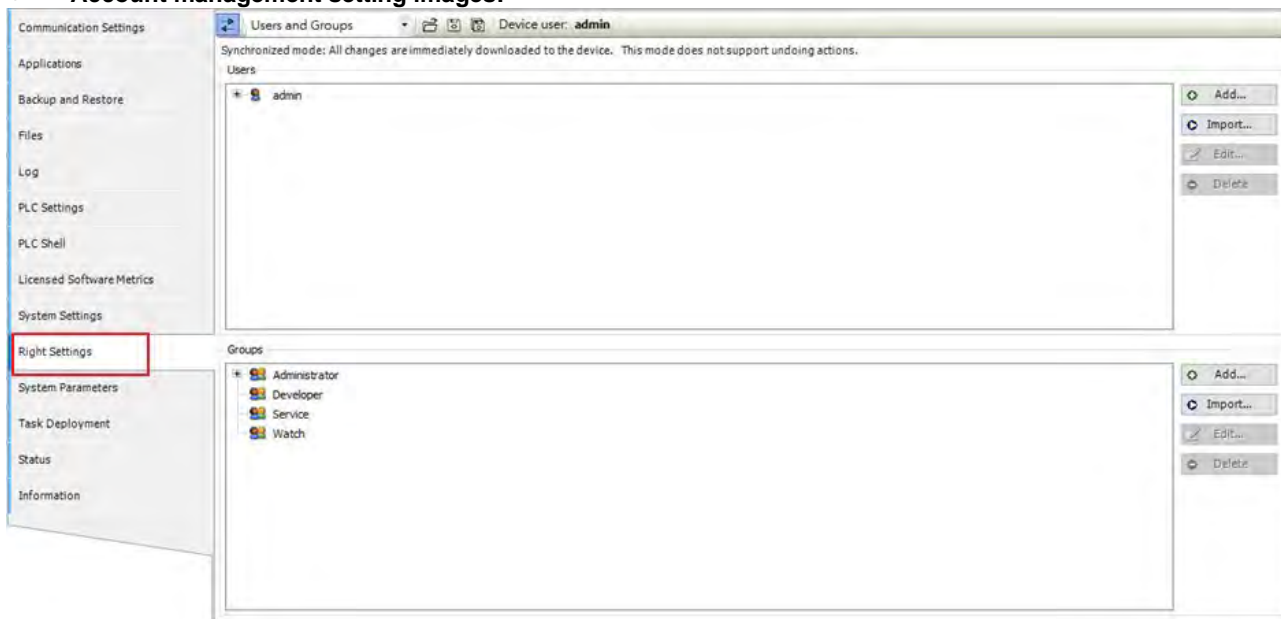 Account management setting images:
Communication Settings
Applications
Backup and Restore
Files
Log
PLC Settings
PLC Shell
Licensed Software Metrics
System Settings
Right Settings
System Parameters
Task Deployment
Status
Information
Users and Groups
Device user: admin
Synchronized mode: All changes are immediately downloaded to the device. This mode does not support undoing actions.
Users
admin
Add...
Import...
Edit...
Delete
Groups
Administrator
Developer
Service
Watch
Add...
Import...
Edit...
Delete